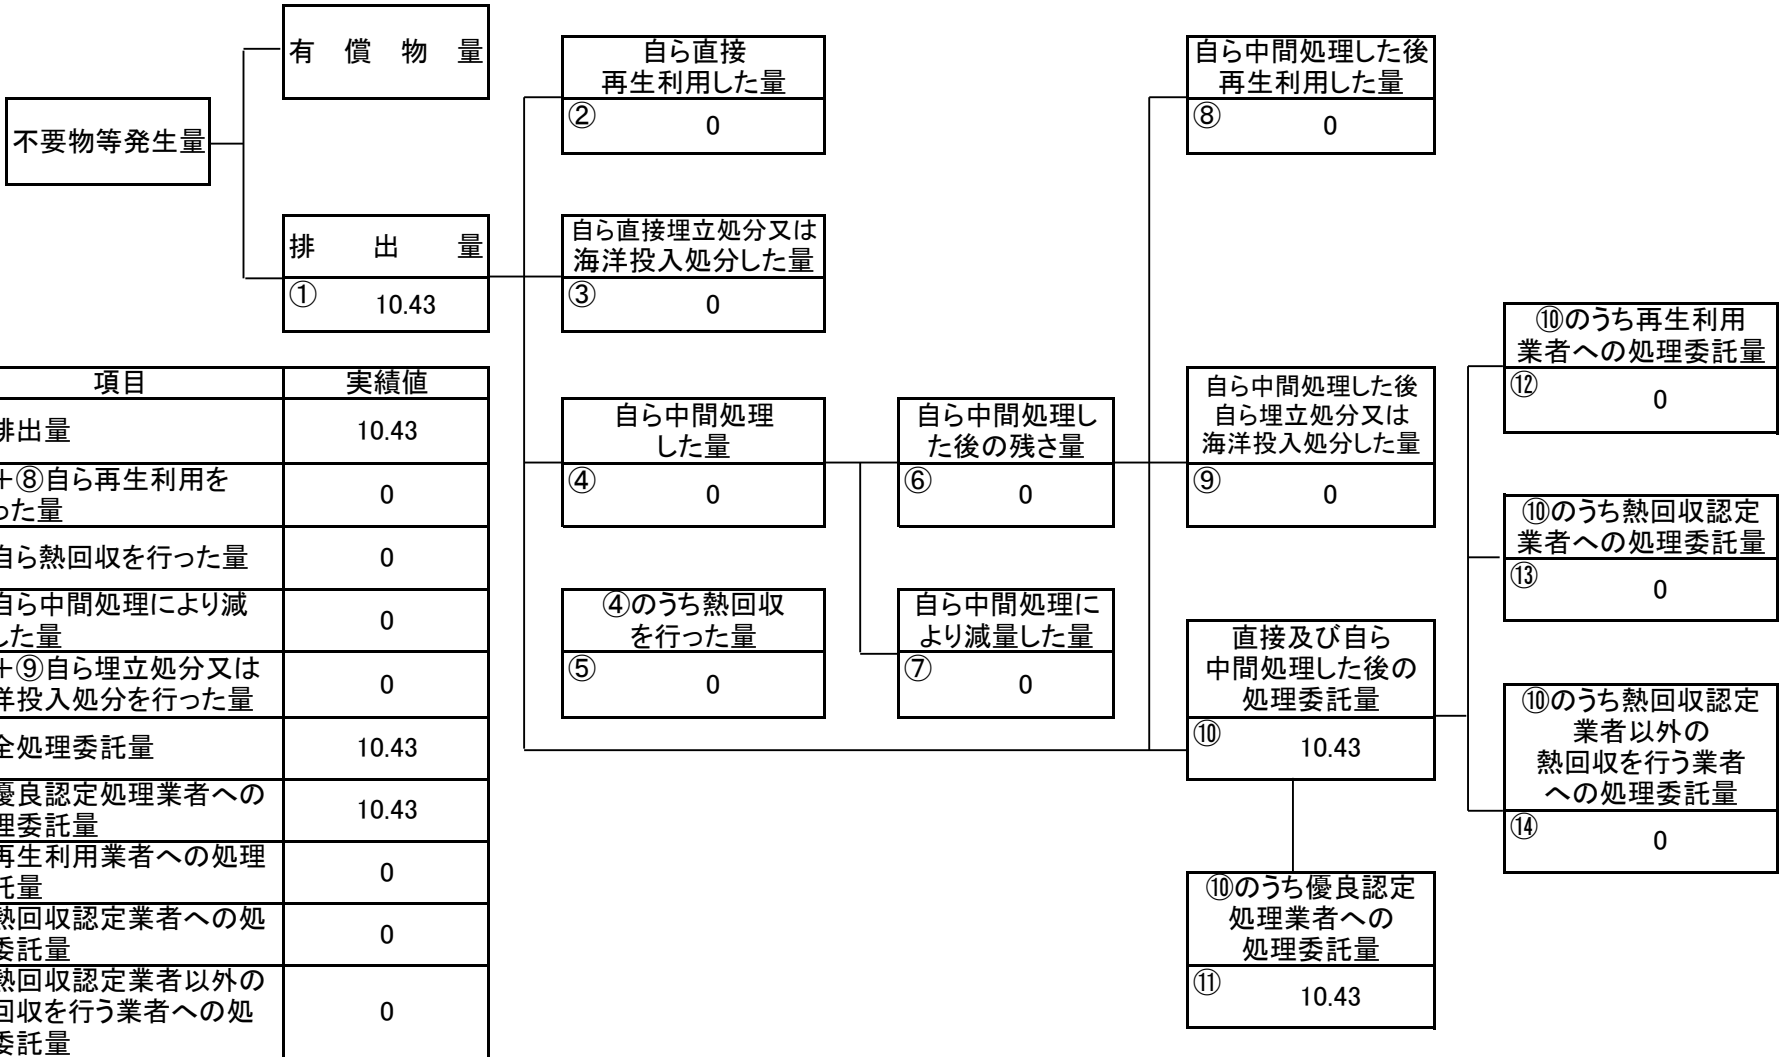 有償物量
不要物等発生量
排出量
①
10.43
自ら直接
再生利用した量
②
0
自ら直接埋立処分又は
海洋投入処分した量
③
0
自ら中間処理
した量
④
0
④のうち熱回収
を行った量
⑤
0
自ら中間処理し
た後の残さ量
⑥
0
自ら中間処理に
より減量した量
⑦
0
自ら中間処理した後
再生利用した量
⑧
0
自ら中間処理した後
自ら埋立処分又は
海洋投入処分した量
⑨
0
直接及び自ら
中間処理した後の
処理委託量
⑩
10.43
⑩のうち優良認定
処理業者への
処理委託量
⑪
10.43
⑩のうち再生利用
業者への処理委託量
⑫
0
⑩のうち熱回収認定
業者への処理委託量
⑬
0
⑩のうち熱回収認定
業者以外の
熱回収を行う業者
への処理委託量
⑭
0
項目
実績値
排出量
10.43
+⑧自ら再生利用を
った量
0
自ら熱回収を行った量
0
自ら中間処理により減
した量
0
+⑨自ら埋立処分又は
洋投入処分を行った量
0
全処理委託量
10.43
優良認定処理業者への
理委託量
10.43
再生利用業者への処理
託量
0
熱回収認定業者への処
委託量
0
熱回収認定業者以外の
回収を行う業者への処
委託量
0